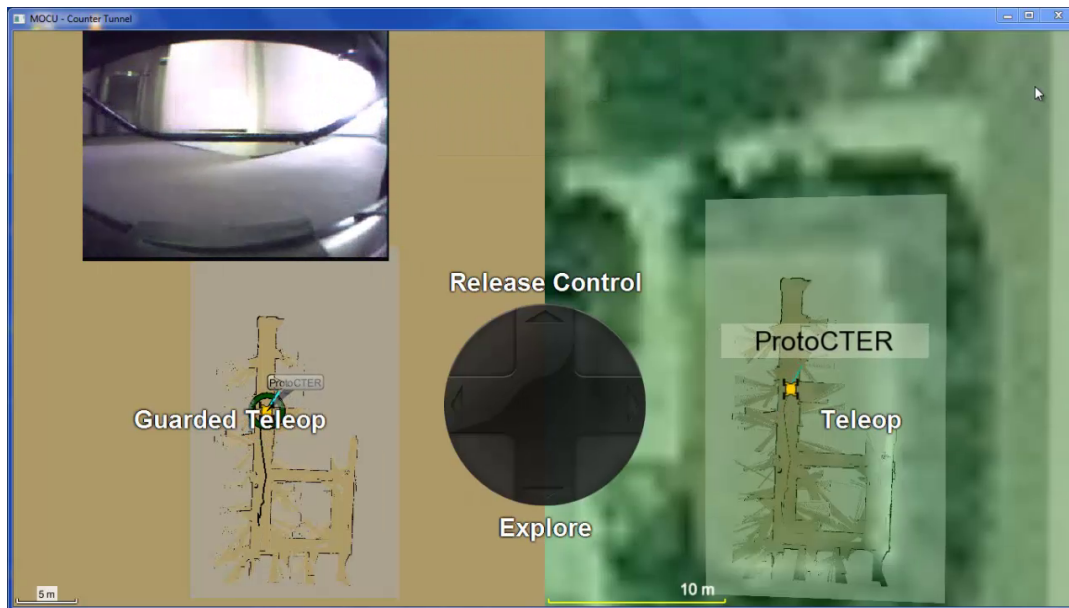 MOCU - Counter Tunnel
Release Control
ProtoCTER
ProtoCTER
Guarded Teleop
Teleop
Explore
5 m
10 m